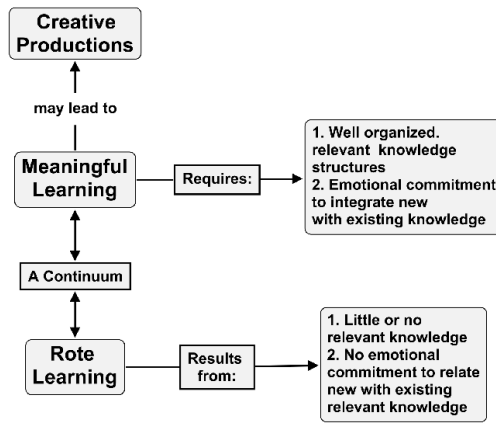 Creative
Productions
may lead to
Meaningful
Learning
Requires:
1. Well organized.
relevant knowledge
structures
2. Emotional commitment
to integrate new
with existing knowledge
A Continuum
Rote
Learning
Results
from:
1. Little or no
relevant knowledge
2. No emotional
commitment to relate
new with existing
relevant knowledge